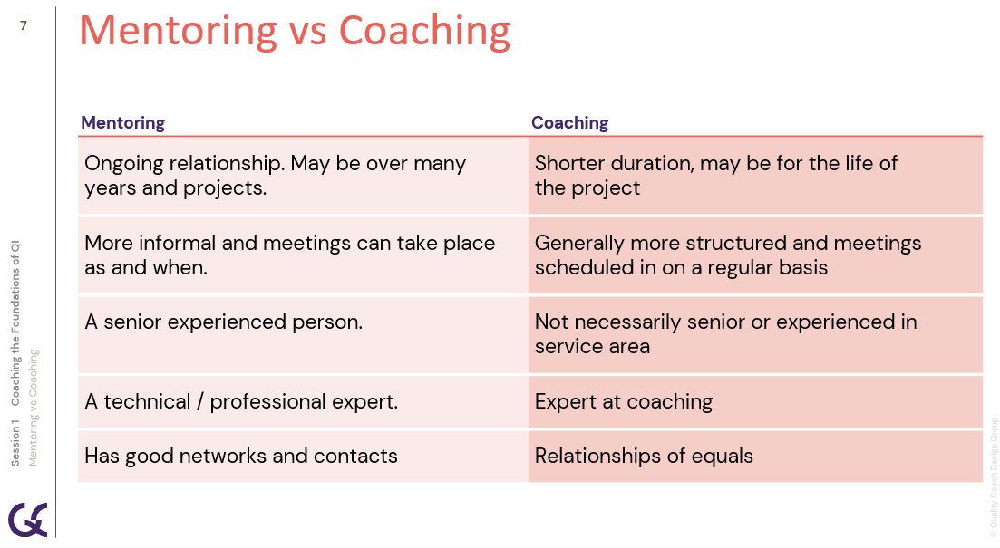 7
Mentoring vs Coaching
Mentoring
Coaching
Ongoing relationship. May be over many
years and projects.
Shorter duration, may be for the life of
the project
More informal and meetings can take place
as and when.
Generally more structured and meetings
scheduled in on a regular basis
A senior experienced person.
Not necessarily senior or experienced in
service area
A technical / professional expert.
Expert at coaching
Has good networks and contacts
Relationships of equals
Session 1 Coaching the Foundations of QI
Mentoring vs Coaching
© Quality Coach Design Group